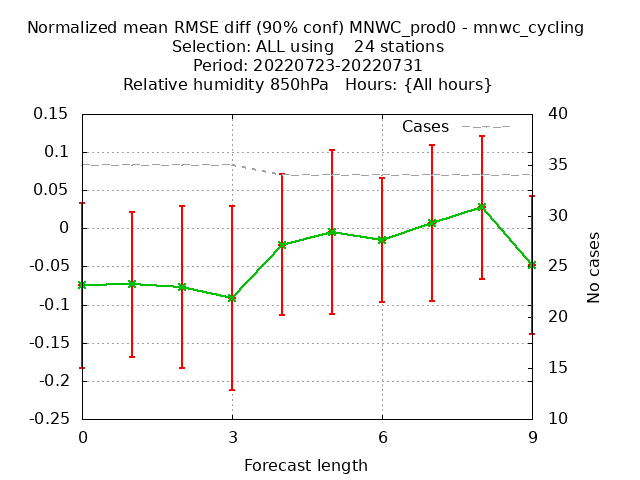 Normalized mean RMSE diff (90% conf) MNWC_prod0 - mnwc_cycling
Selection: ALL using    24 stations
Period: 20220723-20220731
Relative humidity 850hPa   Hours: {All hours}
0.15
0.1
0.05
0
-0.05
-0.1
-0.15
-0.2
-0.25
Cases
40
35
30
25
20
15
10
No cases
0 3 6 9
Forecast length